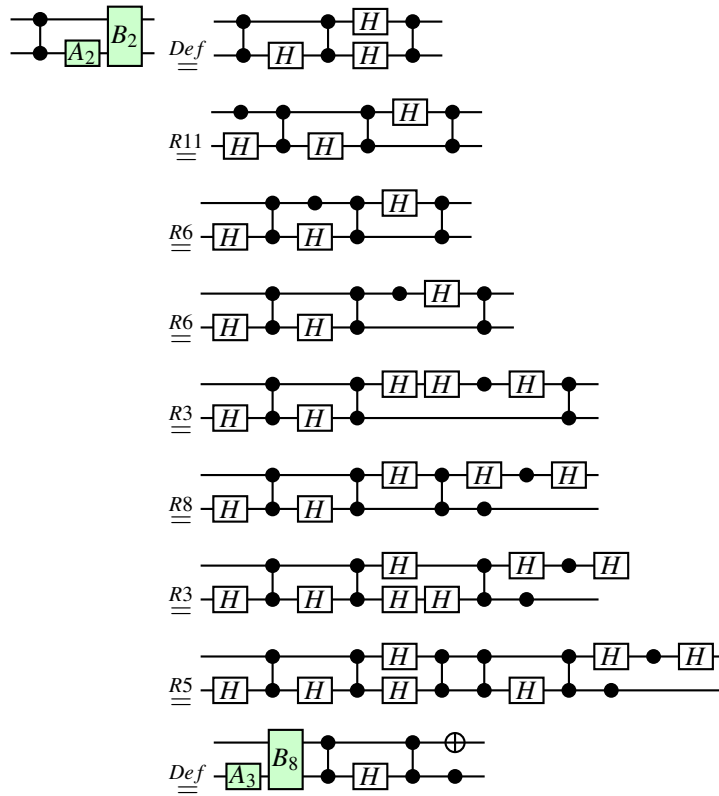 B₂ H
A₂ Def = H H
H
R11 = H H
H
R6 = H H
H
R6 = H H
H H H
R3 = H H
H H H
R8 = H H
H H H
R3 = H H H H
H H H
R5 = H H H H
B₈
Def = A₃ H